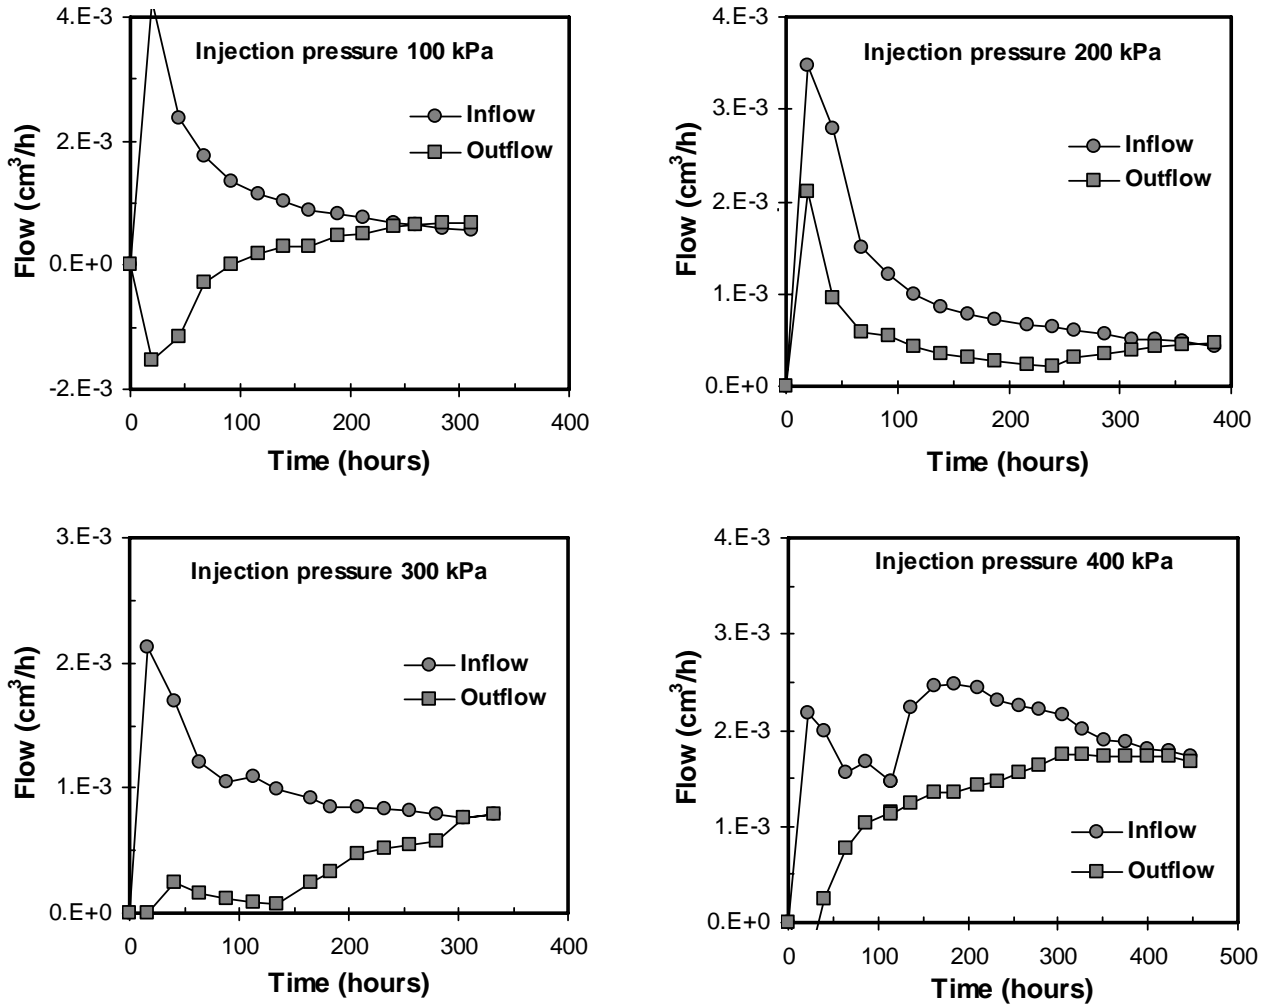 4.E-3
Injection pressure 100 kPa
Inflow
2.E-3
Outflow
Flow (cm³/h)
0.E+0
-2.E-3
0 100 200 300 400
Time (hours)
4.E-3
Injection pressure 200 kPa
3.E-3
Inflow
Outflow
Flow (cm³/h)
2.E-3
1.E-3
0.E+0
0 100 200 300 400
Time (hours)
3.E-3
Injection pressure 300 kPa
2.E-3
Inflow
Outflow
Flow (cm³/h)
1.E-3
0.E+0
0 100 200 300 400
Time (hours)
4.E-3
Injection pressure 400 kPa
3.E-3
Flow (cm³/h)
2.E-3
1.E-3
Inflow
Outflow
0.E+0
0 100 200 300 400 500
Time (hours)